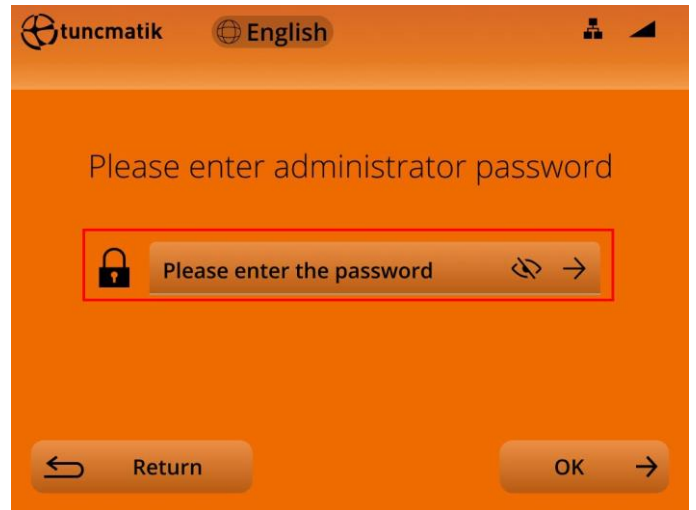 tuncmatik
English
Please enter administrator password
Please enter the password
Return
OK